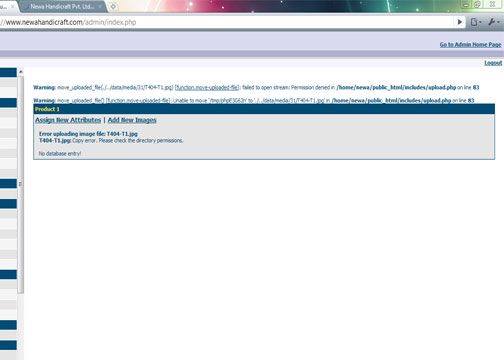 Newa Handicraft Pvt. Ltd...
//www.newahandicraft.com/admin/index.php
Go to Admin Home Page
Logout
Warning: move_uploaded_file(../../data/media/31/T404-T1.jpg) [function.move-uploaded-file]: failed to open stream: Permission denied in /home/newa/public_html/includes/upload.php on line 83
Warning: move_uploaded_file() [function.move-uploaded-file]: Unable to move '/tmp/phpE3G62n' to '../../data/media/31/T404-T1.jpg' in /home/newa/public_html/includes/upload.php on line 83
Product 1
Assign New Attributes | Add New Images
Error uploading image file: T404-T1.jpg
T404-T1.jpg: Copy error. Please check the directory permissions.
No database entry!